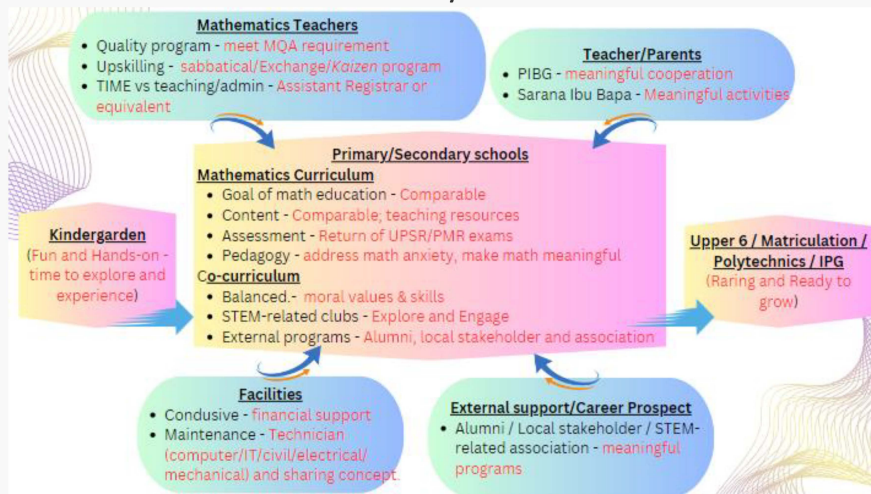 Mathematics Teachers
• Quality program - meet MQA requirement
• Upskilling - sabbatical/Exchange/Kaizen program
• TIME vs teaching/admin - Assistant Registrar or
equivalent
Teacher/Parents
• PIBG - meaningful cooperation
• Sarana Ibu Bapa - Meaningful activities
Kindergarden
(Fun and Hands-on -
time to explore and
experience)
Primary/Secondary schools
Mathematics Curriculum
• Goal of math education - Comparable
• Content - Comparable; teaching resources
• Assessment - Return of UPSR/PMR exams
• Pedagogy - address math anxiety, make math meaningful
Co-curriculum
• Balanced.- moral values & skills
• STEM-related clubs - Explore and Engage
• External programs - Alumni, local stakeholder and association
Upper 6 / Matriculation /
Polytechnics / IPG
(Raring and Ready to
grow)
Facilities
• Condusive - financial support
• Maintenance - Technician
(computer/IT/civil/electrical/
mechanical) and sharing concept.
External support/Career Prospect
• Alumni / Local stakeholder / STEM-
related association - meaningful
programs